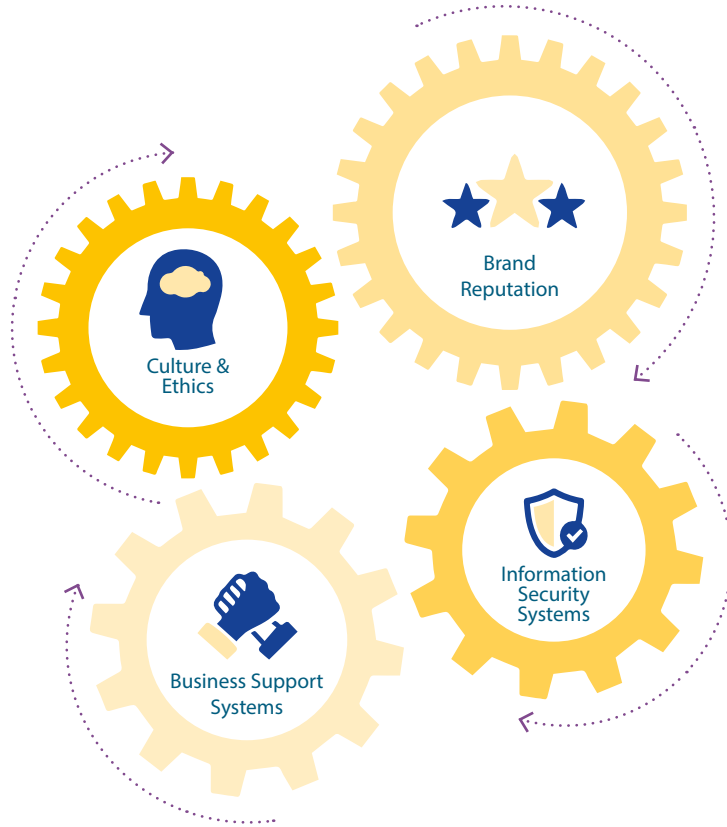 Brand
Reputation
Culture &
Ethics
Information
Security
Systems
Business Support
Systems